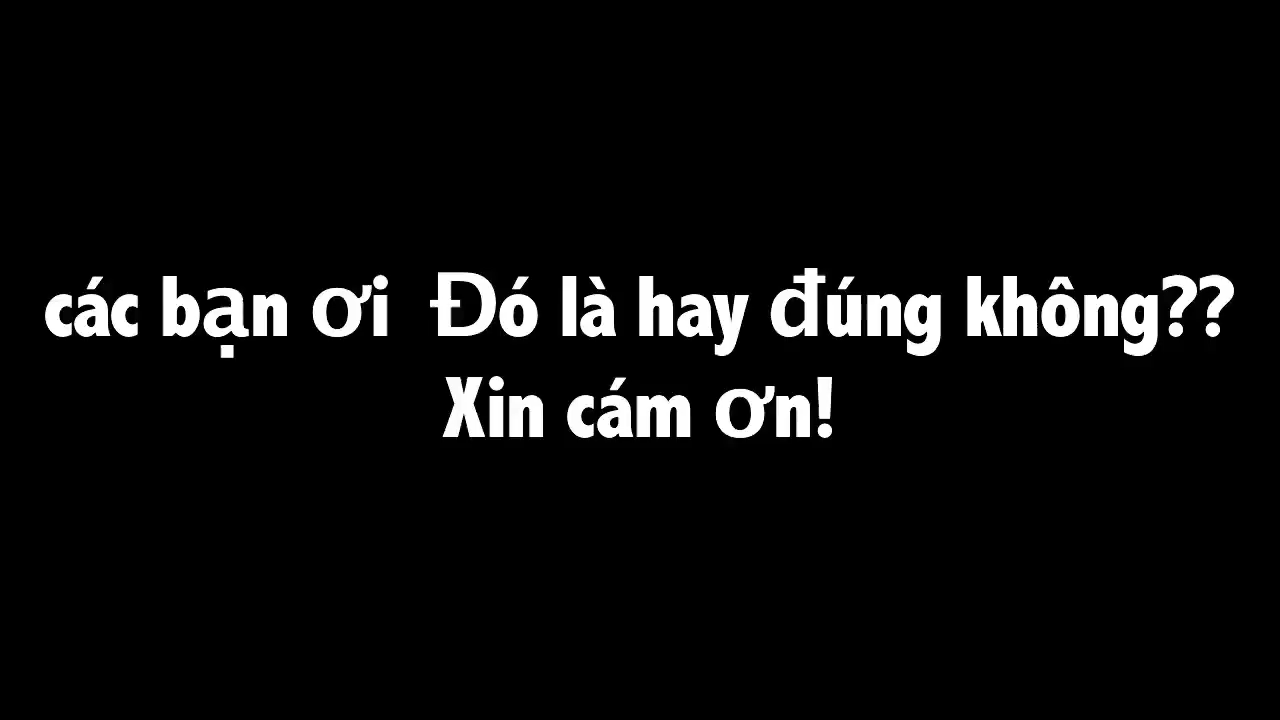 các bạn ơi  Đó là hay đúng không??
Xin cám ơn!